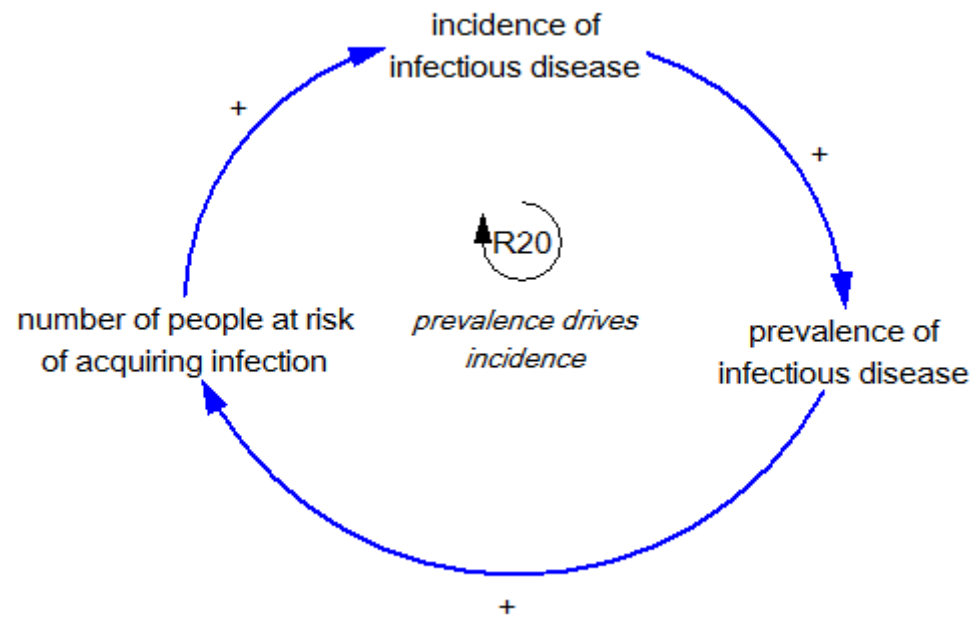 incidence of
infectious disease
+
+
R20
number of people at risk
of acquiring infection
prevalence drives
incidence
prevalence of
infectious disease
+